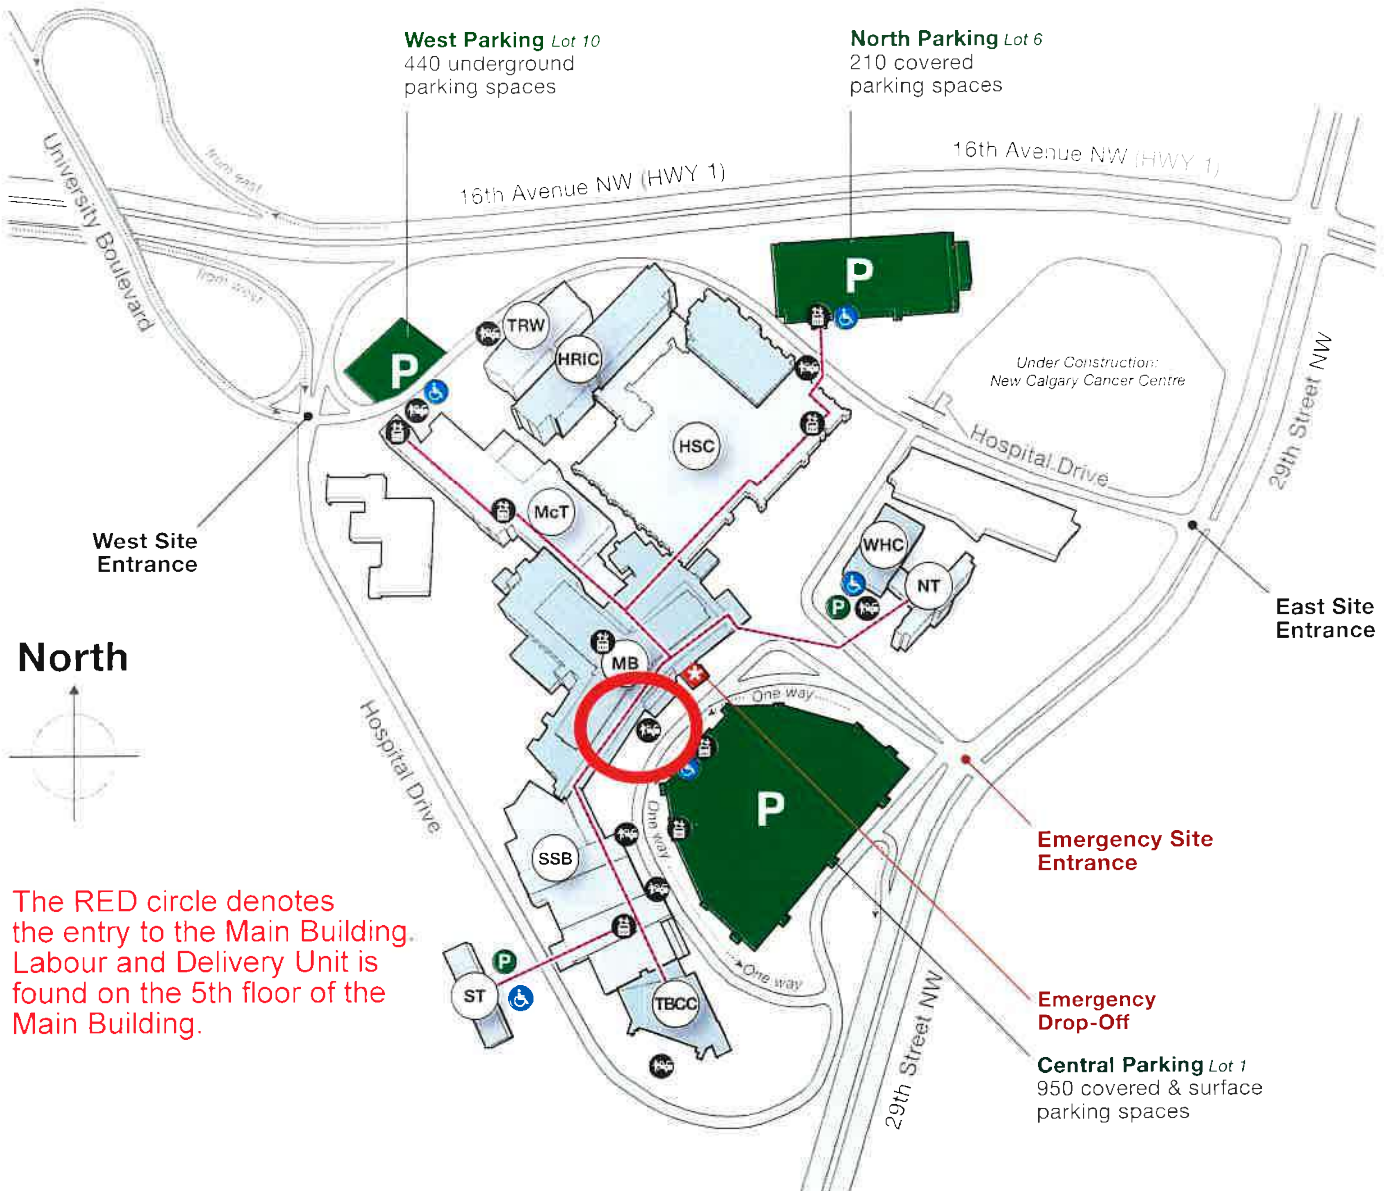 West Parking Lot 10
440 underground
parking spaces
North Parking Lot 6
210 covered
parking spaces
University Boulevard
from east
from west
16th Avenue NW (HWY 1)
16th Avenue NW (HWY 1)
P
P
TRW
HRIC
HSC
McT
Under Construction:
New Calgary Cancer Centre
29th Street NW
Hospital Drive
West Site
Entrance
WHC
NT
P
East Site
Entrance
North
MB
One way
Hospital Drive
P
One way
SSB
Emergency Site
Entrance
The RED circle denotes
the entry to the Main Building.
Labour and Delivery Unit is
found on the 5th floor of the
Main Building.
P
ST
TBCC
One way
Emergency
Drop-Off
29th Street NW
Central Parking Lot 1
950 covered & surface
parking spaces